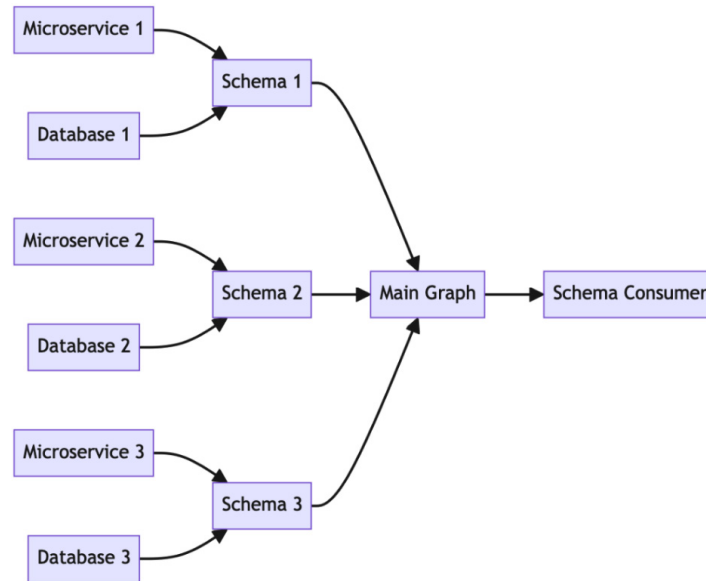 Microservice 1
Schema 1
Database 1
Microservice 2
Schema 2
Main Graph
Schema Consumer
Database 2
Microservice 3
Schema 3
Database 3